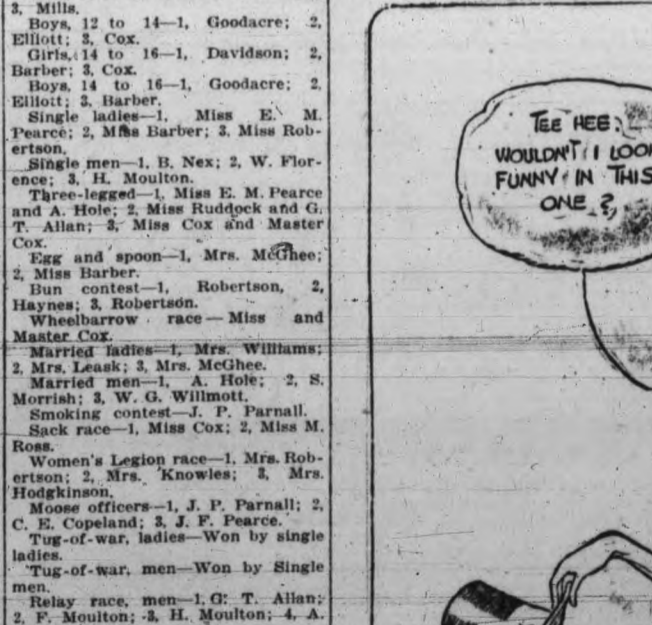 3, Mills.
Boys, 12 to 14—1, Goodacre; 2,
Elliott; 3, Cox.
Girls, 14 to 16—1, Davidson; 2,
Barber; 3, Cox.
Boys, 14 to 16—1, Goodacre; 2,
Elliott; 3, Barber.
Single ladies—1, Miss E. M.
Pearce; 2, Miss Barber; 3, Miss Rob-
ertson.
Single men—1, B. Nex; 2, W. Flor-
ence; 3, H. Moulton.
Three-legged—1, Miss E. M. Pearce
and A. Hole; 2, Miss Ruddock and G.
T. Allan; 3, Miss Cox and Master
Cox.
Egg and spoon—1, Mrs. McGhee;
2, Miss Barber.
Bun contest—1, Robertson, 2,
Haynes; 3, Robertson.
Wheelbarrow race—Miss and
Master Cox.
Married ladies—1, Mrs. Williams;
2, Mrs. Leask; 3, Mrs. McGhee.
Married men—1, A. Hole; 2, S.
Morrish; 3, W. G. Willmott.
Smoking contest—J. P. Parnall.
Sack race—1, Miss Cox; 2, Miss M.
Ross.
Women's Legion race—1, Mrs. Rob-
ertson; 2, Mrs. Knowles; 3, Mrs.
Hodgkinson.
Moose officers—1, J. P. Parnall; 2,
C. E. Copeland; 3, J. F. Pearce.
Tug-of-war, ladies—Won by single
ladies.
Tug-of-war, men—Won by Single
men.
Relay race, men—1, G. T. Allan;
2, F. Moulton; 3, H. Moulton; 4, A.
TEE HEE.
WOULDN'T I LOOK
FUNNY IN THIS
ONE ?